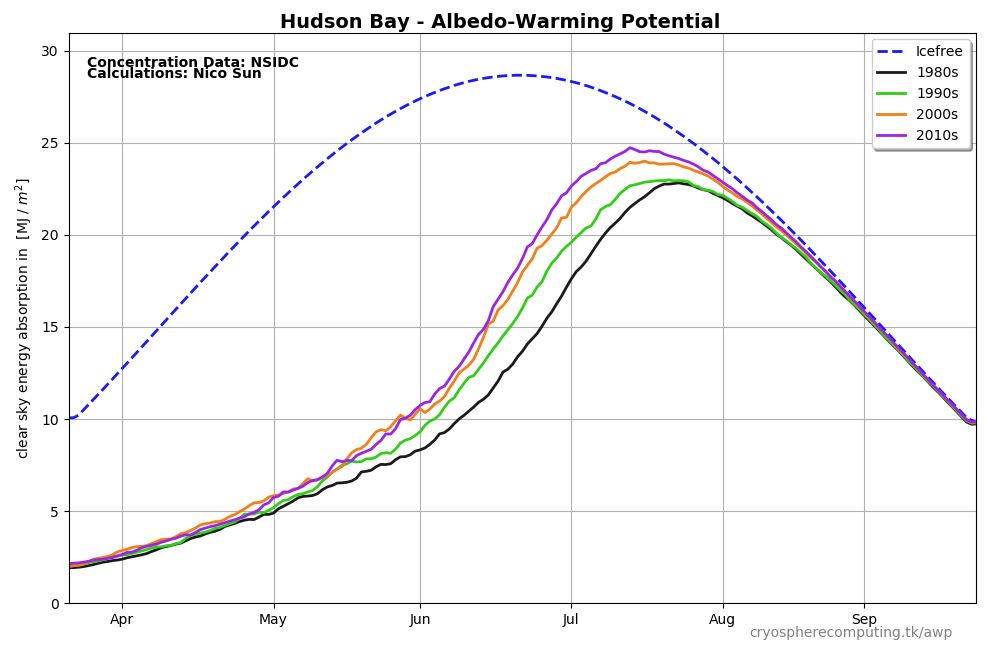 Hudson Bay - Albedo-Warming Potential
Concentration Data: NSIDC
Calculations: Nico Sun
Icefree
1980s
1990s
2000s
2010s
clear sky energy absorption in [MJ / m²]
30
25
20
15
10
5
0
Apr May Jun Jul Aug Sep
cryospherecomputing.tk/awp